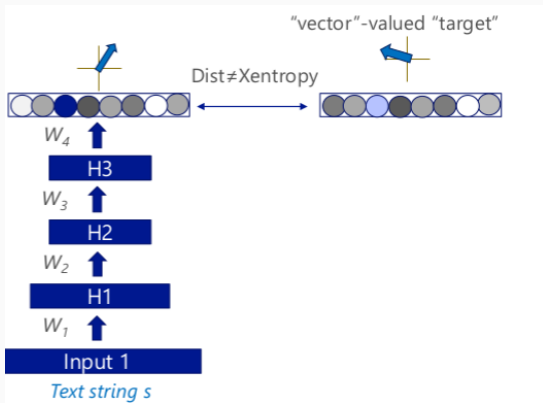 “vector”-valued “target”
Dist≠Xentropy
W4
H3
W3
H2
W2
H1
W1
Input 1
Text string s